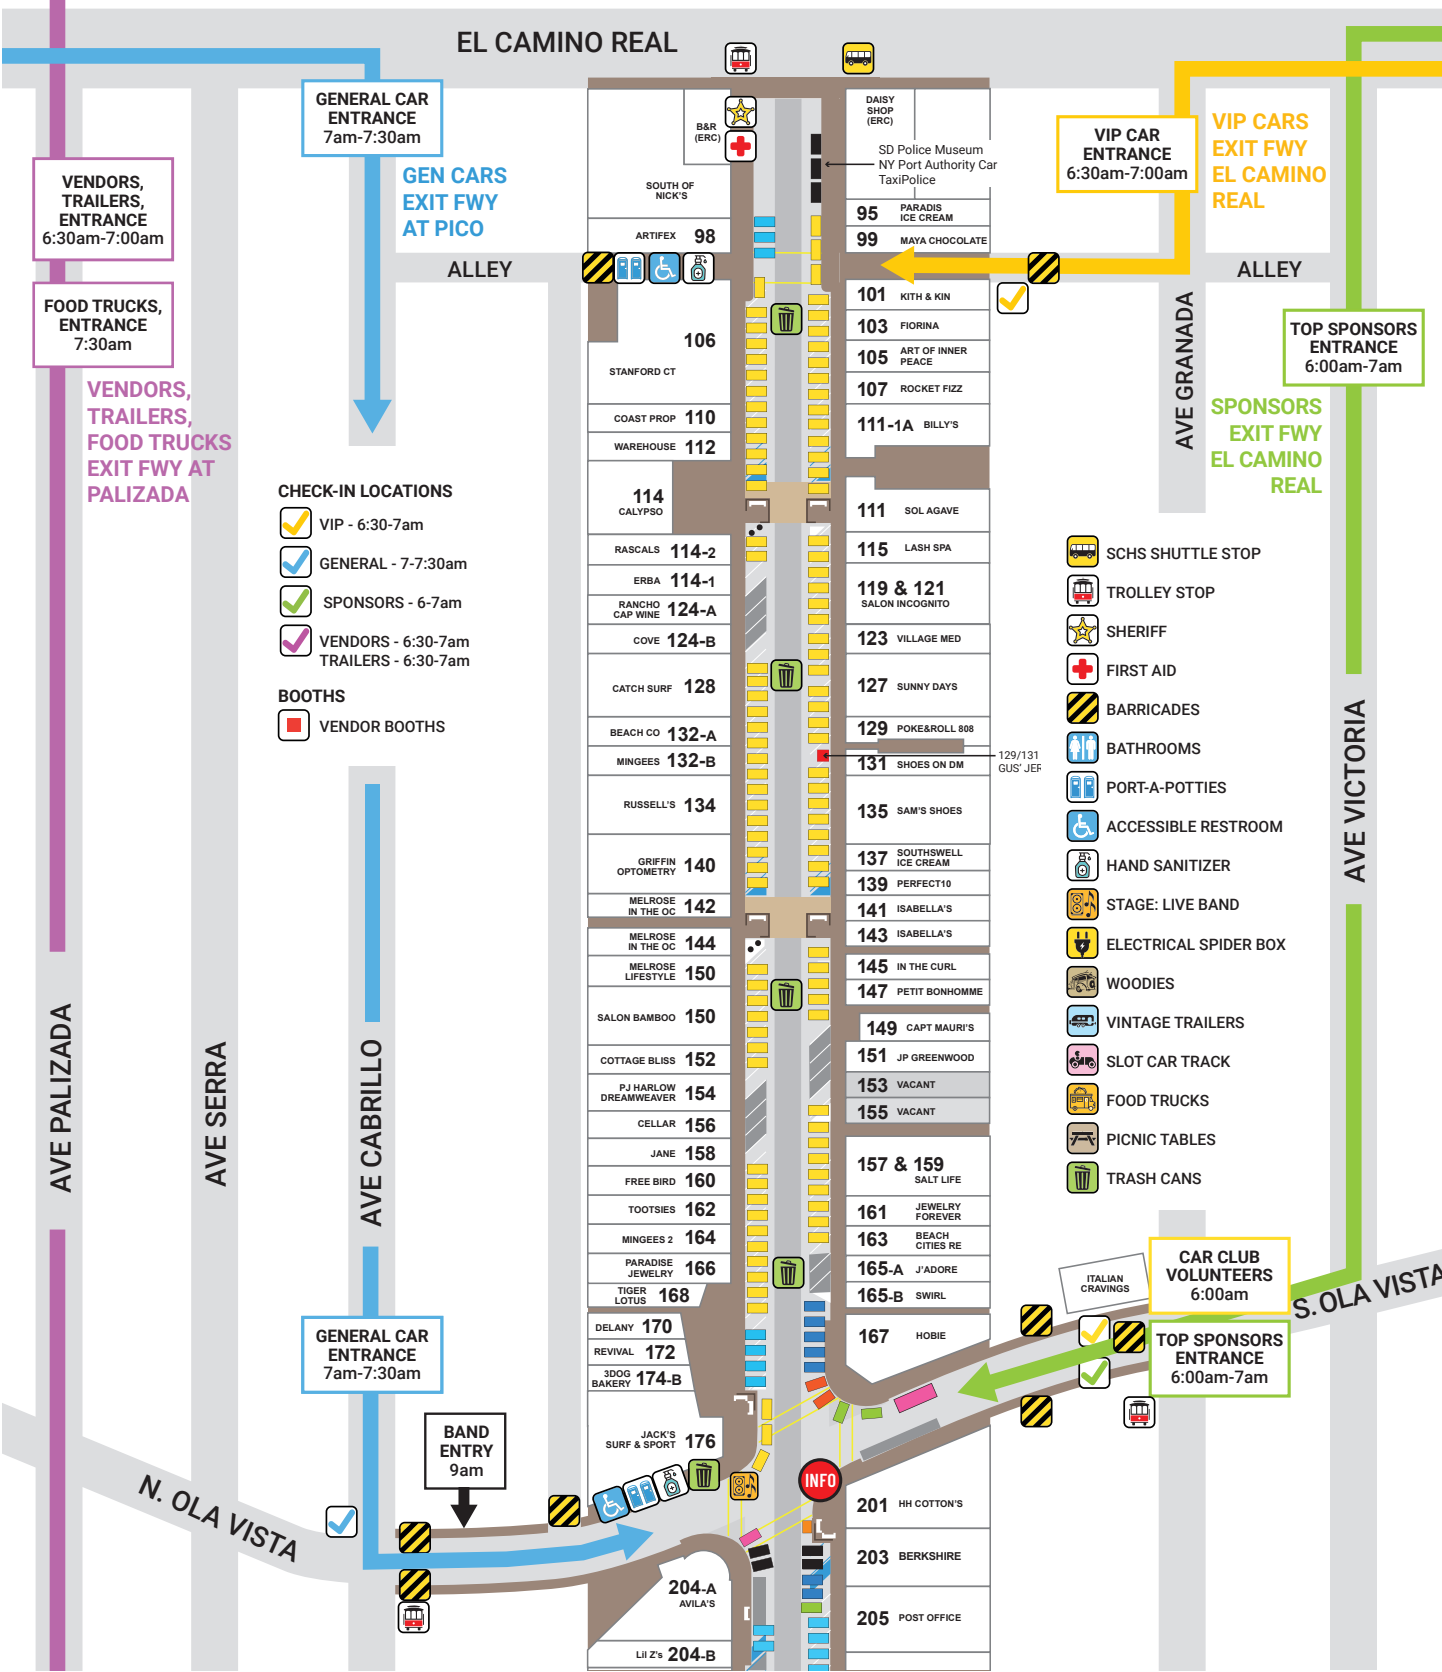 EL CAMINO REAL
GENERAL CAR
ENTRANCE
7am-7:30am
GEN CARS
EXIT FWY
AT PICO
VENDORS,
TRAILERS,
ENTRANCE
6:30am-7:00am
FOOD TRUCKS,
ENTRANCE
7:30am
VENDORS,
TRAILERS,
FOOD TRUCKS
EXIT FWY AT
PALIZADA
VIP CAR
ENTRANCE
6:30am-7:00am
VIP CARS
EXIT FWY
EL CAMINO
REAL
TOP SPONSORS
ENTRANCE
6:00am-7am
SPONSORS
EXIT FWY
EL CAMINO
REAL
ALLEY
ALLEY
AVE GRANADA
AVE VICTORIA
AVE PALIZADA
AVE SERRA
AVE CABRILLO
CHECK-IN LOCATIONS
VIP - 6:30-7am
GENERAL - 7-7:30am
SPONSORS - 6-7am
VENDORS - 6:30-7am
TRAILERS - 6:30-7am
BOOTHS
VENDOR BOOTHS
B&R
(ERC)
SOUTH OF
NICK'S
ARTIFEX 98
106
STANFORD CT
COAST PROP 110
WAREHOUSE 112
114
CALYPSO
RASCALS 114-2
ERBA 114-1
RANCHO
CAP WINE 124-A
COVE 124-B
CATCH SURF 128
BEACH CO 132-A
MINGEES 132-B
RUSSELL'S 134
GRIFFIN
OPTOMETRY 140
MELROSE
IN THE OC 142
MELROSE
IN THE OC 144
MELROSE
LIFESTYLE 150
SALON BAMBOO 150
COTTAGE BLISS 152
PJ HARLOW
DREAMWEAVER 154
CELLAR 156
JANE 158
FREE BIRD 160
TOOTSIES 162
MINGEES 2 164
PARADISE
JEWELRY 166
TIGER
LOTUS 168
DELANY 170
REVIVAL 172
3DOG
BAKERY 174-B
JACK'S
SURF & SPORT 176
204-A
AVILA'S
Lil Z's 204-B
DAISY
SHOP
(ERC)
SD Police Museum
NY Port Authority Car
TaxiPolice
95 PARADIS
ICE CREAM
99 MAYA CHOCOLATE
101 KITH & KIN
103 FIORINA
105 ART OF INNER
PEACE
107 ROCKET FIZZ
111-1A BILLY'S
111 SOL AGAVE
115 LASH SPA
119 & 121
SALON INCOGNITO
123 VILLAGE MED
127 SUNNY DAYS
129 POKE&ROLL 808
131 SHOES ON DM
129/131
GUS' JER
135 SAM'S SHOES
137 SOUTHSWELL
ICE CREAM
139 PERFECT10
141 ISABELLA'S
143 ISABELLA'S
145 IN THE CURL
147 PETIT BONHOMME
149 CAPT MAURI'S
151 JP GREENWOOD
153 VACANT
155 VACANT
157 & 159
SALT LIFE
161 JEWELRY
FOREVER
163 BEACH
CITIES RE
165-A J'ADORE
165-B SWIRL
167 HOBIE
201 HH COTTON'S
203 BERKSHIRE
205 POST OFFICE
SCHS SHUTTLE STOP
TROLLEY STOP
SHERIFF
FIRST AID
BARRICADES
BATHROOMS
PORT-A-POTTIES
ACCESSIBLE RESTROOM
HAND SANITIZER
STAGE: LIVE BAND
ELECTRICAL SPIDER BOX
WOODIES
VINTAGE TRAILERS
SLOT CAR TRACK
FOOD TRUCKS
PICNIC TABLES
TRASH CANS
ITALIAN
CRAVINGS
CAR CLUB
VOLUNTEERS
6:00am
TOP SPONSORS
ENTRANCE
6:00am-7am
S. OLA VISTA
GENERAL CAR
ENTRANCE
7am-7:30am
BAND
ENTRY
9am
N. OLA VISTA
INFO